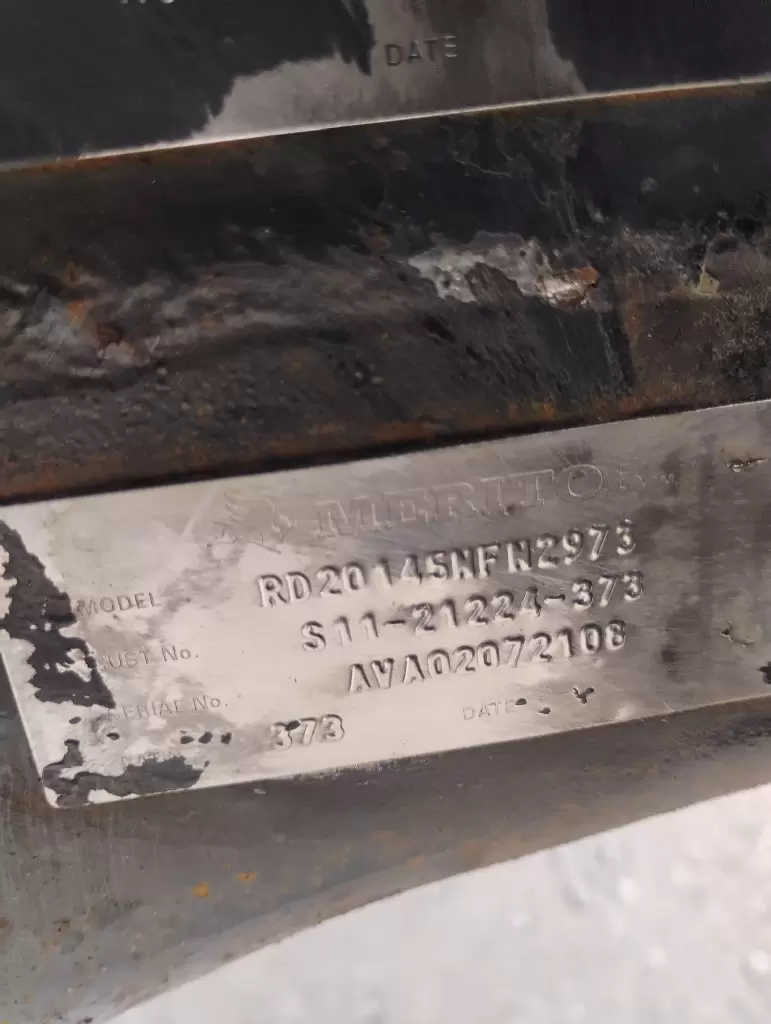 DATE
MERITOR
MODEL RD20145NFN2973
CUST No. S11-21224-373
SERIAL No. AVA02072108
373 DATE